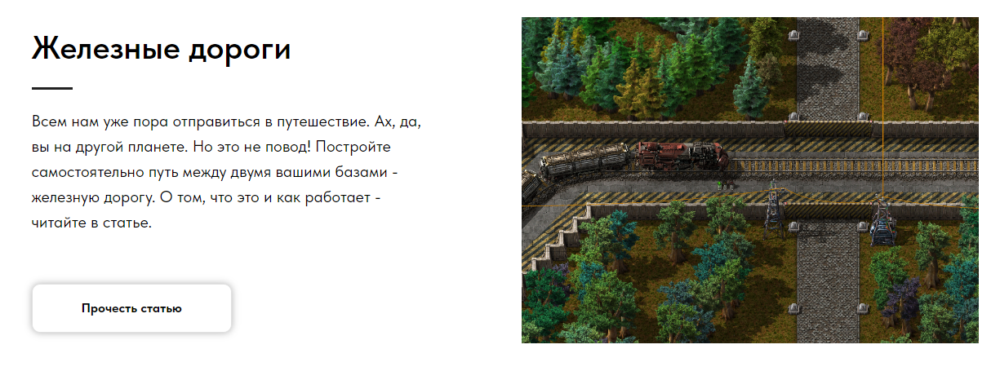 Железные дороги
Всем нам уже пора отправиться в путешествие. Ах, да,
вы на другой планете. Но это не повод! Постройте
самостоятельно путь между двумя вашими базами -
железную дорогу. О том, что это и как работает -
читайте в статье.
Прочесть статью